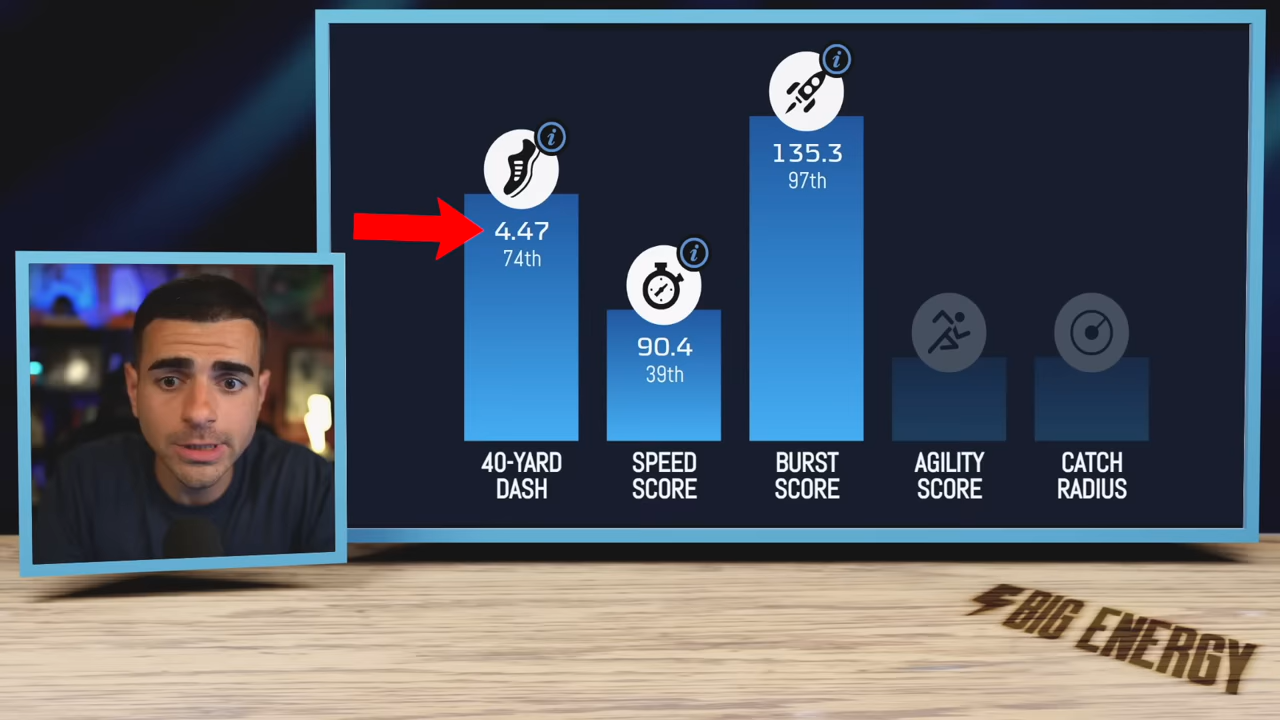 i
135.3
97th
i
4.47
74th
i
90.4
39th
40-YARD
DASH
SPEED
SCORE
BURST
SCORE
AGILITY
SCORE
CATCH
RADIUS
BIG ENERGY